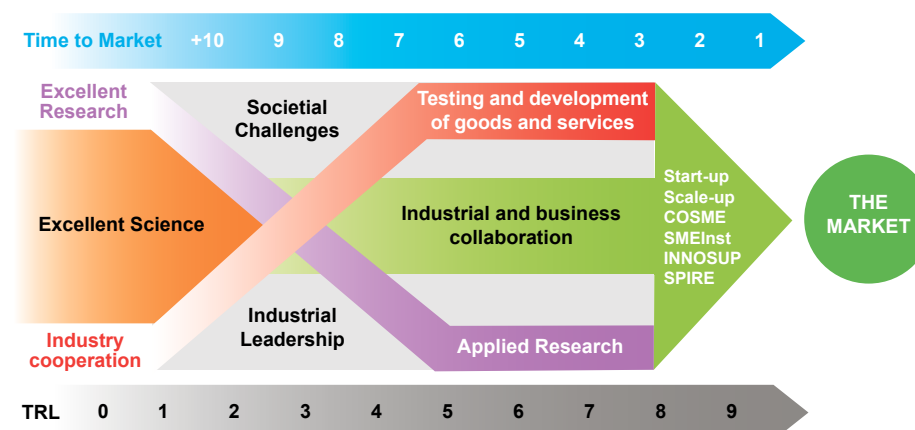 Time to Market +10 9 8 7 6 5 4 3 2 1
Excellent
Research
Societial
Challenges
Testing and development
of goods and services
Excellent Science
Industrial and business
collaboration
Start-up
Scale-up
COSME
SMEInst
INNOSUP
SPIRE
THE
MARKET
Industrial
Leadership
Industry
cooperation
Applied Research
TRL 0 1 2 3 4 5 6 7 8 9